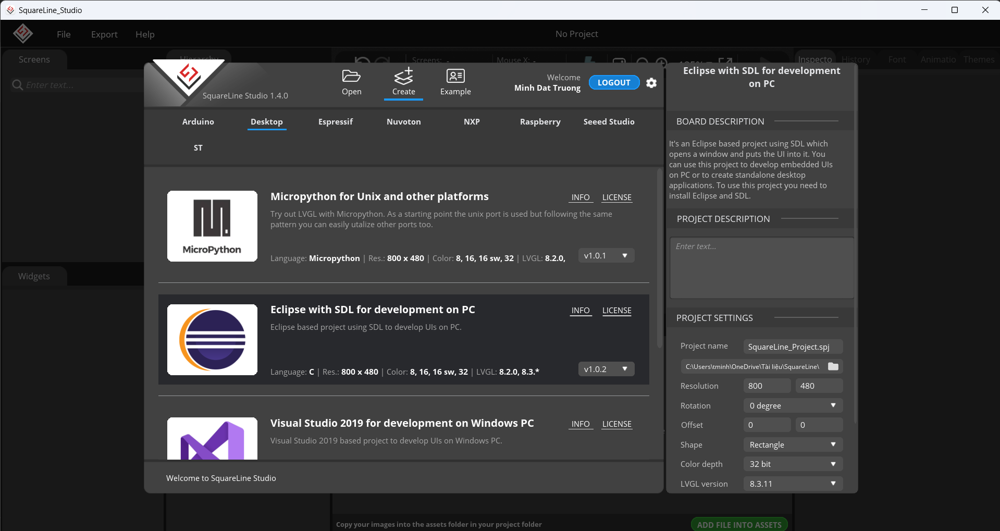 SquareLine_Studio
File Export Help
No Project
Screens
Hierarchy
Screens: -
Mouse X: -
Inspecto
History
Font
Animatio
Themes
Enter text...
SquareLine Studio 1.4.0
Open
Create
Example
Welcome
Minh Dat Truong
LOGOUT
Arduino Desktop Espressif Nuvoton NXP Raspberry Seeed Studio
ST
Micropython for Unix and other platforms
INFO LICENSE
Try out LVGL with Micropython. As a starting point the unix port is used but following the same
pattern you can easily utalize other ports too.
MicroPython
Language: Micropython | Res.: 800 x 480 | Color: 8, 16, 16 sw, 32 | LVGL: 8.2.0,
v1.0.1
Widgets
Eclipse with SDL for development on PC
INFO LICENSE
Eclipse based project using SDL to develop UIs on PC.
Language: C | Res.: 800 x 480 | Color: 8, 16, 16 sw, 32 | LVGL: 8.2.0, 8.3.*
v1.0.2
Visual Studio 2019 for development on Windows PC
INFO LICENSE
Visual Studio 2019 based project to develop UIs on Windows PC.
Welcome to SquareLine Studio
Eclipse with SDL for development
on PC
BOARD DESCRIPTION
It's an Eclipse based project using SDL which
opens a window and puts the UI into it. You
can use this project to develop embedded UIs
on PC or to create standalone desktop
applications. To use this project you need to
install Eclipse and SDL.
PROJECT DESCRIPTION
Enter text...
PROJECT SETTINGS
Project name SquareLine_Project.spj
C:\Users\tminh\OneDrive\Tài liệu\SquareLine\
Resolution 800 480
Rotation 0 degree
Offset 0 0
Shape Rectangle
Color depth 32 bit
LVGL version 8.3.11
Copy your images into the assets folder in your project folder
ADD FILE INTO ASSETS